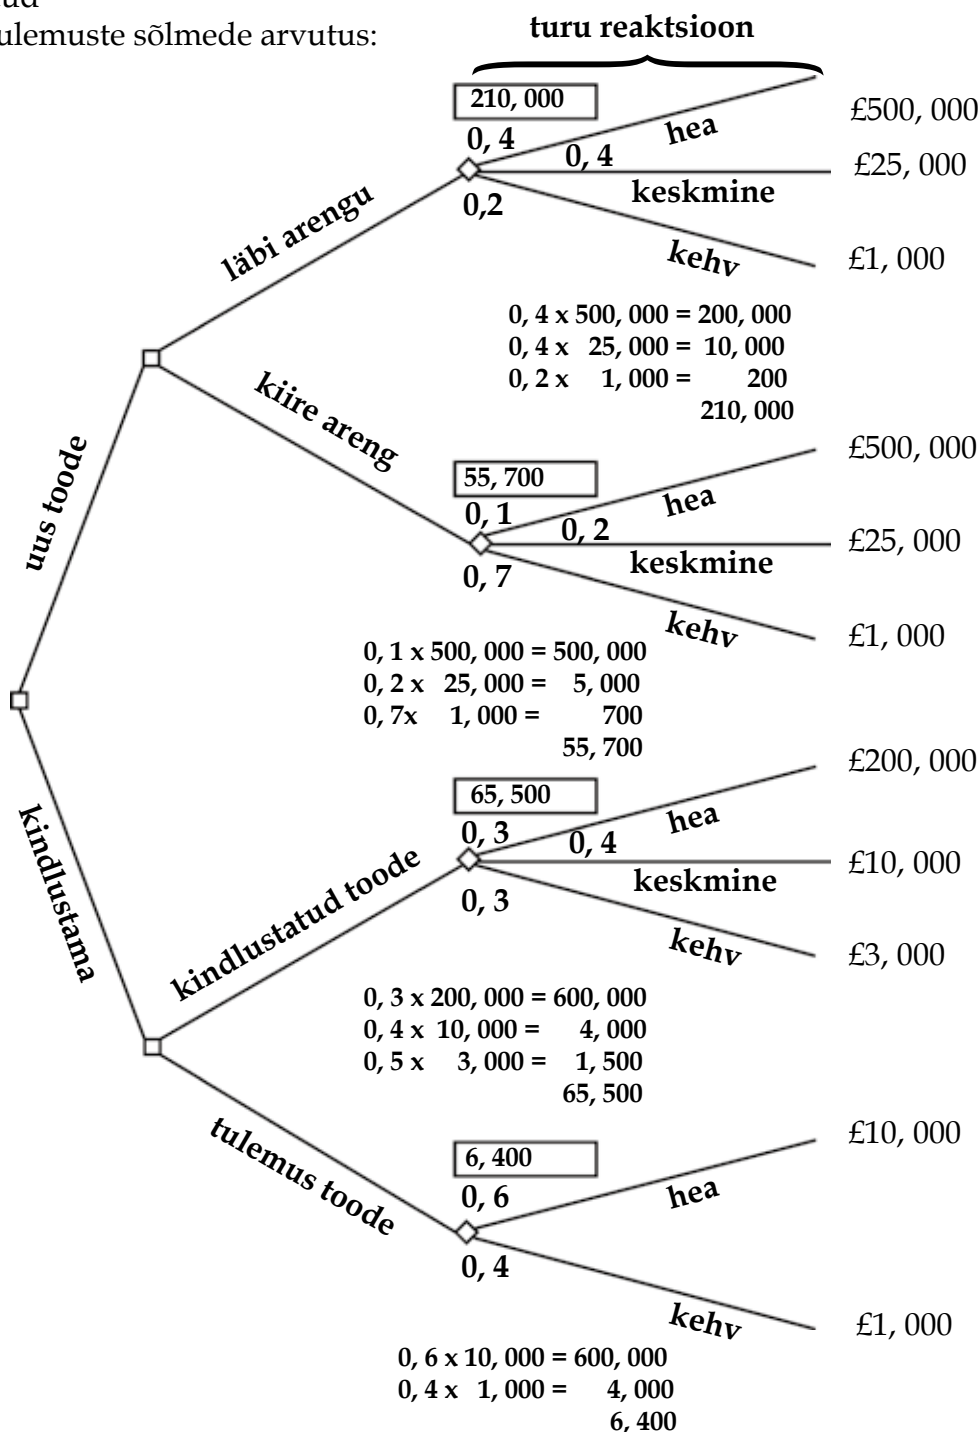 ulemuste sõlmede arvutus:
turu reaktsioon
210, 000
0, 4
hea
£500, 000
0, 4
keskmine
£25, 000
0,2
kehv
£1, 000
läbi arengu
0, 4 x 500, 000 = 200, 000
0, 4 x 25, 000 = 10, 000
0, 2 x 1, 000 = 200
210, 000
kiire areng
uus toode
55, 700
0, 1
hea
£500, 000
0, 2
keskmine
£25, 000
0, 7
kehv
£1, 000
0, 1 x 500, 000 = 500, 000
0, 2 x 25, 000 = 5, 000
0, 7x 1, 000 = 700
55, 700
kindlustama
65, 500
0, 3
hea
£200, 000
0, 4
keskmine
£10, 000
0, 3
kehv
£3, 000
kindlustatud toode
0, 3 x 200, 000 = 600, 000
0, 4 x 10, 000 = 4, 000
0, 5 x 3, 000 = 1, 500
65, 500
tulemus toode
6, 400
0, 6
hea
£10, 000
0, 4
kehv
£1, 000
0, 6 x 10, 000 = 600, 000
0, 4 x 1, 000 = 4, 000
6, 400